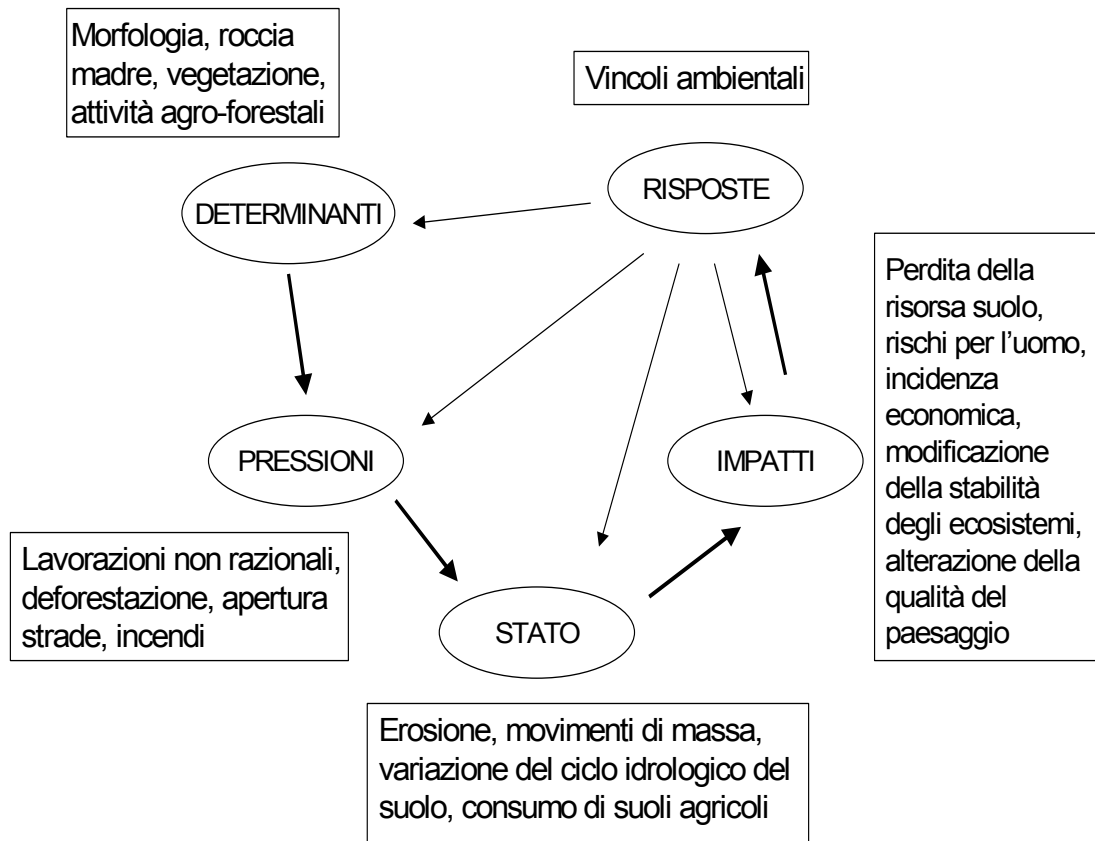 Morfologia, roccia
madre, vegetazione,
attività agro-forestali
Vincoli ambientali
RISPOSTE
DETERMINANTI
Perdita della
risorsa suolo,
rischi per l'uomo,
incidenza
economica,
modificazione
della stabilità
degli ecosistemi,
alterazione della
qualità del
paesaggio
PRESSIONI
IMPATTI
Lavorazioni non razionali,
deforestazione, apertura
strade, incendi
STATO
Erosione, movimenti di massa,
variazione del ciclo idrologico del
suolo, consumo di suoli agricoli